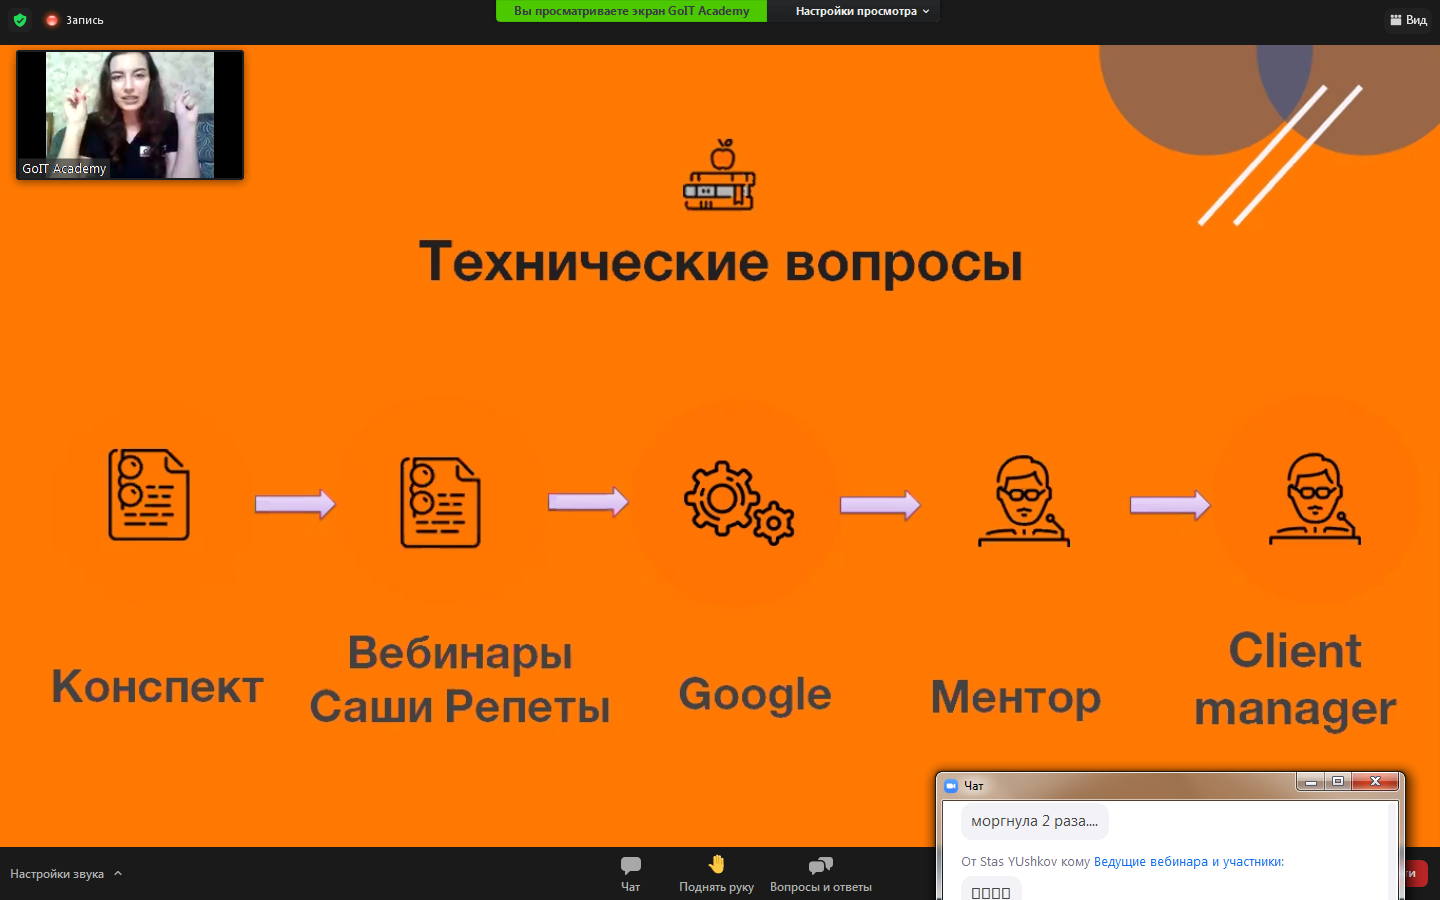 Запись
Вы просматриваете экран GoIT Academy
Настройки просмотра
Вид
GoIT Academy
Технические вопросы
Конспект
Вебинары
Саши Репеты
Google
Ментор
Client
manager
Чат
моргнула 2 раза....
От Stas YUshkov кому Ведущие вебинара и участники:
Настройки звука
Чат
Поднять руку
Вопросы и ответы